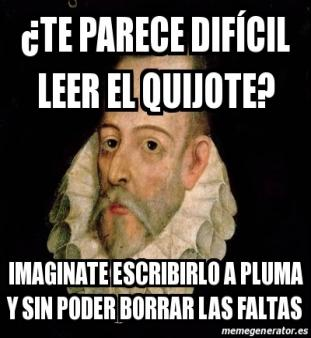 ¿TE PARECE DIFÍCIL
LEER EL QUIJOTE?
IMAGINATE ESCRIBIRLO A PLUMA
Y SIN PODER BORRAR LAS FALTAS
memegenerator.es